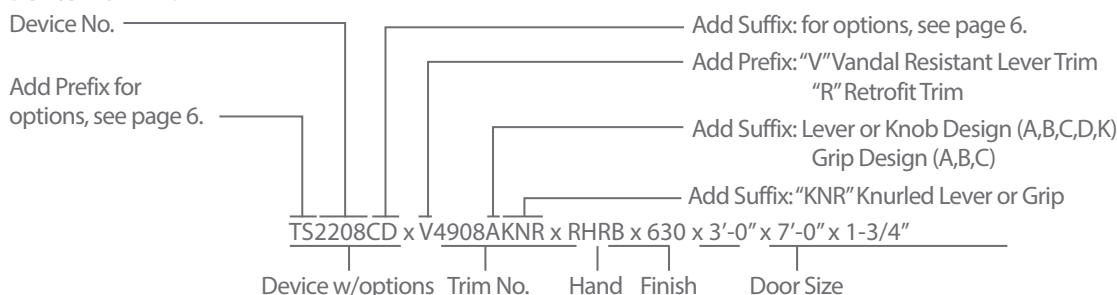 Device No.
Add Suffix: for options, see page 6.
Add Prefix: "V" Vandal Resistant Lever Trim
"R" Retrofit Trim
Add Prefix for
options, see page 6.
Add Suffix: Lever or Knob Design (A,B,C,D,K)
Grip Design (A,B,C)
Add Suffix: "KNR" Knurled Lever or Grip
TS2208CD x V4908AKNR x RHRB x 630 x 3'-0" x 7'-0" x 1-3/4"
Device w/options Trim No. Hand Finish Door Size